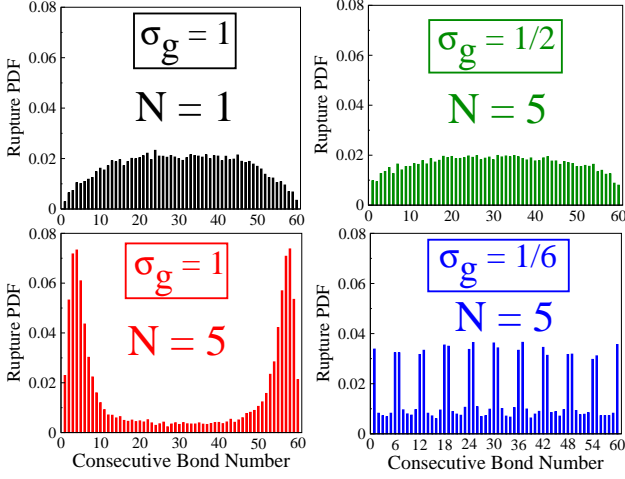 0.08
0.06
0.04
0.02
0
Rupture PDF
σg = 1
N = 1
0 10 20 30 40 50 60
0.08
0.06
0.04
0.02
0
Rupture PDF
σg = 1/2
N = 5
0 10 20 30 40 50 60
0.08
0.06
0.04
0.02
0
Rupture PDF
σg = 1
N = 5
0 10 20 30 40 50 60
Consecutive Bond Number
0.08
0.06
0.04
0.02
0
Rupture PDF
σg = 1/6
N = 5
0 6 12 18 24 30 36 42 48 54 60
Consecutive Bond Number